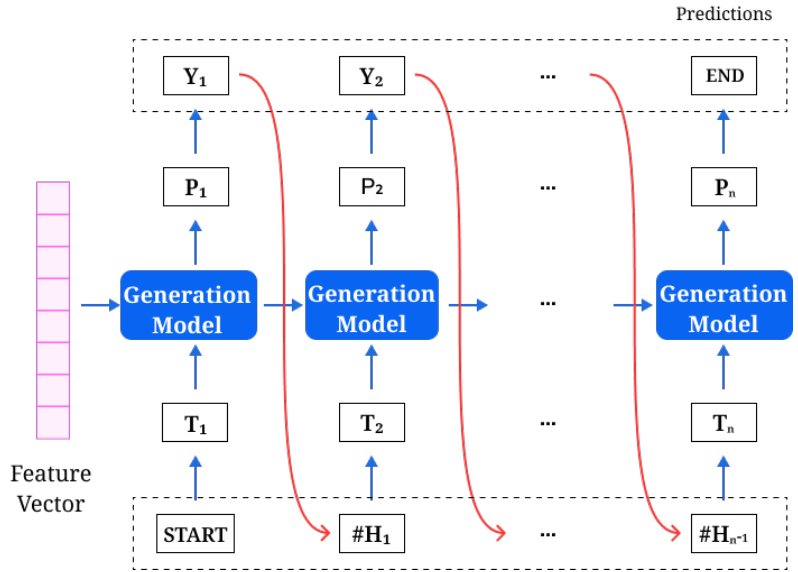 Predictions
Y₁ Y₂ ... END
P₁ P₂ ... Pₙ
Generation Model Generation Model ... Generation Model
T₁ T₂ ... Tₙ
Feature
Vector
START #H₁ ... #Hₙ₋₁